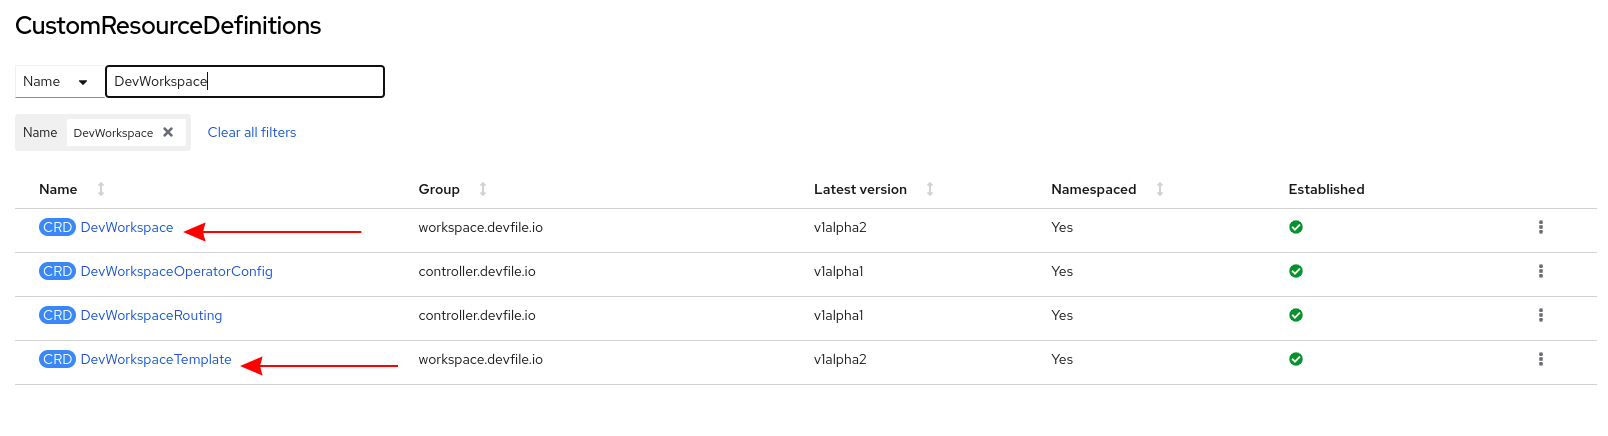 CustomResourceDefinitions
Name DevWorkspace
Name DevWorkspace Clear all filters
Name Group Latest version Namespaced Established
CRD DevWorkspace workspace.devfile.io v1alpha2 Yes
CRD DevWorkspaceOperatorConfig controller.devfile.io v1alpha1 Yes
CRD DevWorkspaceRouting controller.devfile.io v1alpha1 Yes
CRD DevWorkspaceTemplate workspace.devfile.io v1alpha2 Yes